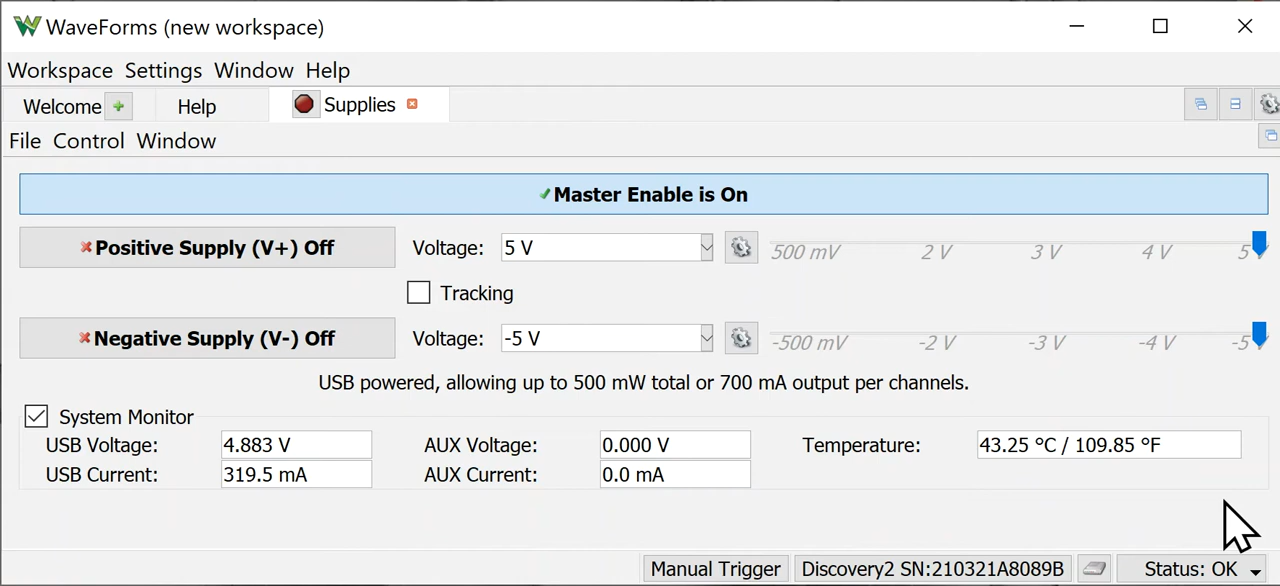 WaveForms (new workspace)
Workspace Settings Window Help
Welcome Help Supplies
File Control Window
Master Enable is On
Positive Supply (V+) Off Voltage: 5 V 500 mV 2 V 3 V 4 V 5 V
Tracking
Negative Supply (V-) Off Voltage: -5 V -500 mV -2 V -3 V -4 V -5 V
USB powered, allowing up to 500 mW total or 700 mA output per channels.
System Monitor
USB Voltage: 4.883 V AUX Voltage: 0.000 V Temperature: 43.25 °C / 109.85 °F
USB Current: 319.5 mA AUX Current: 0.0 mA
Manual Trigger Discovery2 SN:210321A8089B Status: OK